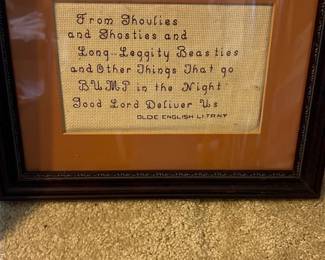 From Ghoulies
and Ghosties and
Long-Leggity Beasties
and Other Things That go
BUMP in the Night
Good Lord Deliver Us
OLDE ENGLISH LITANY